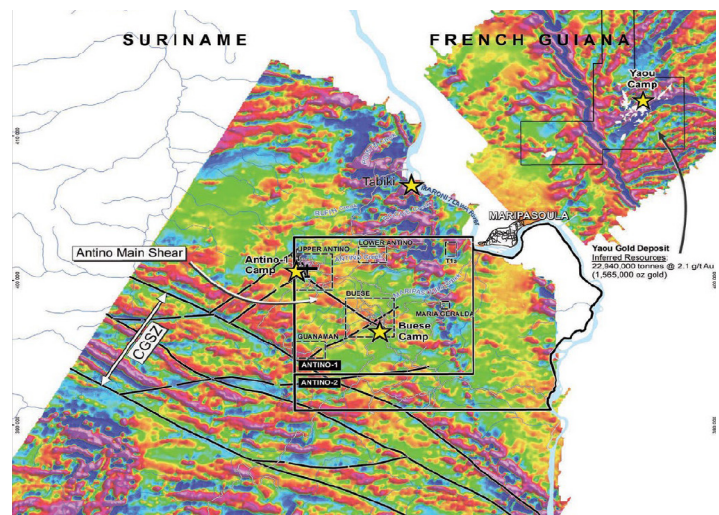 SURINAME
FRENCH GUIANA
Yaou
Camp
Tabiki
MARIPASOULA
Yaou Gold Deposit
Inferred Resources:
22,940,000 tonnes @ 2.1 g/t Au
(1,565,000 oz gold)
Antino Main Shear
Antino-1
Camp
UPPER ANTINO
LOWER ANTINO
BUESE
MARIA GERALDA
Buese
Camp
GUANAMAN
ANTINO-1
ANTINO-2
CGSZ